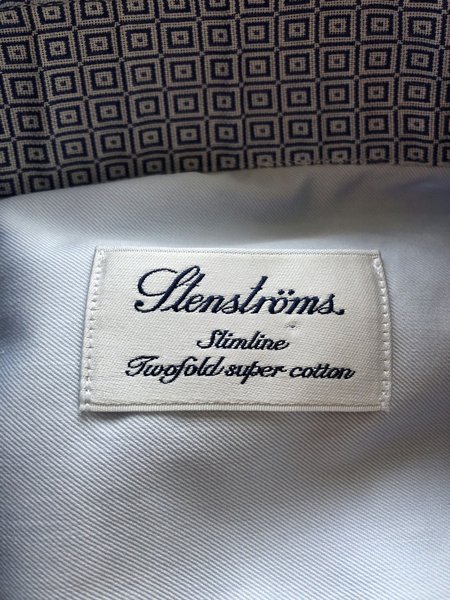 Stenströms
Slimline
Twofold super cotton